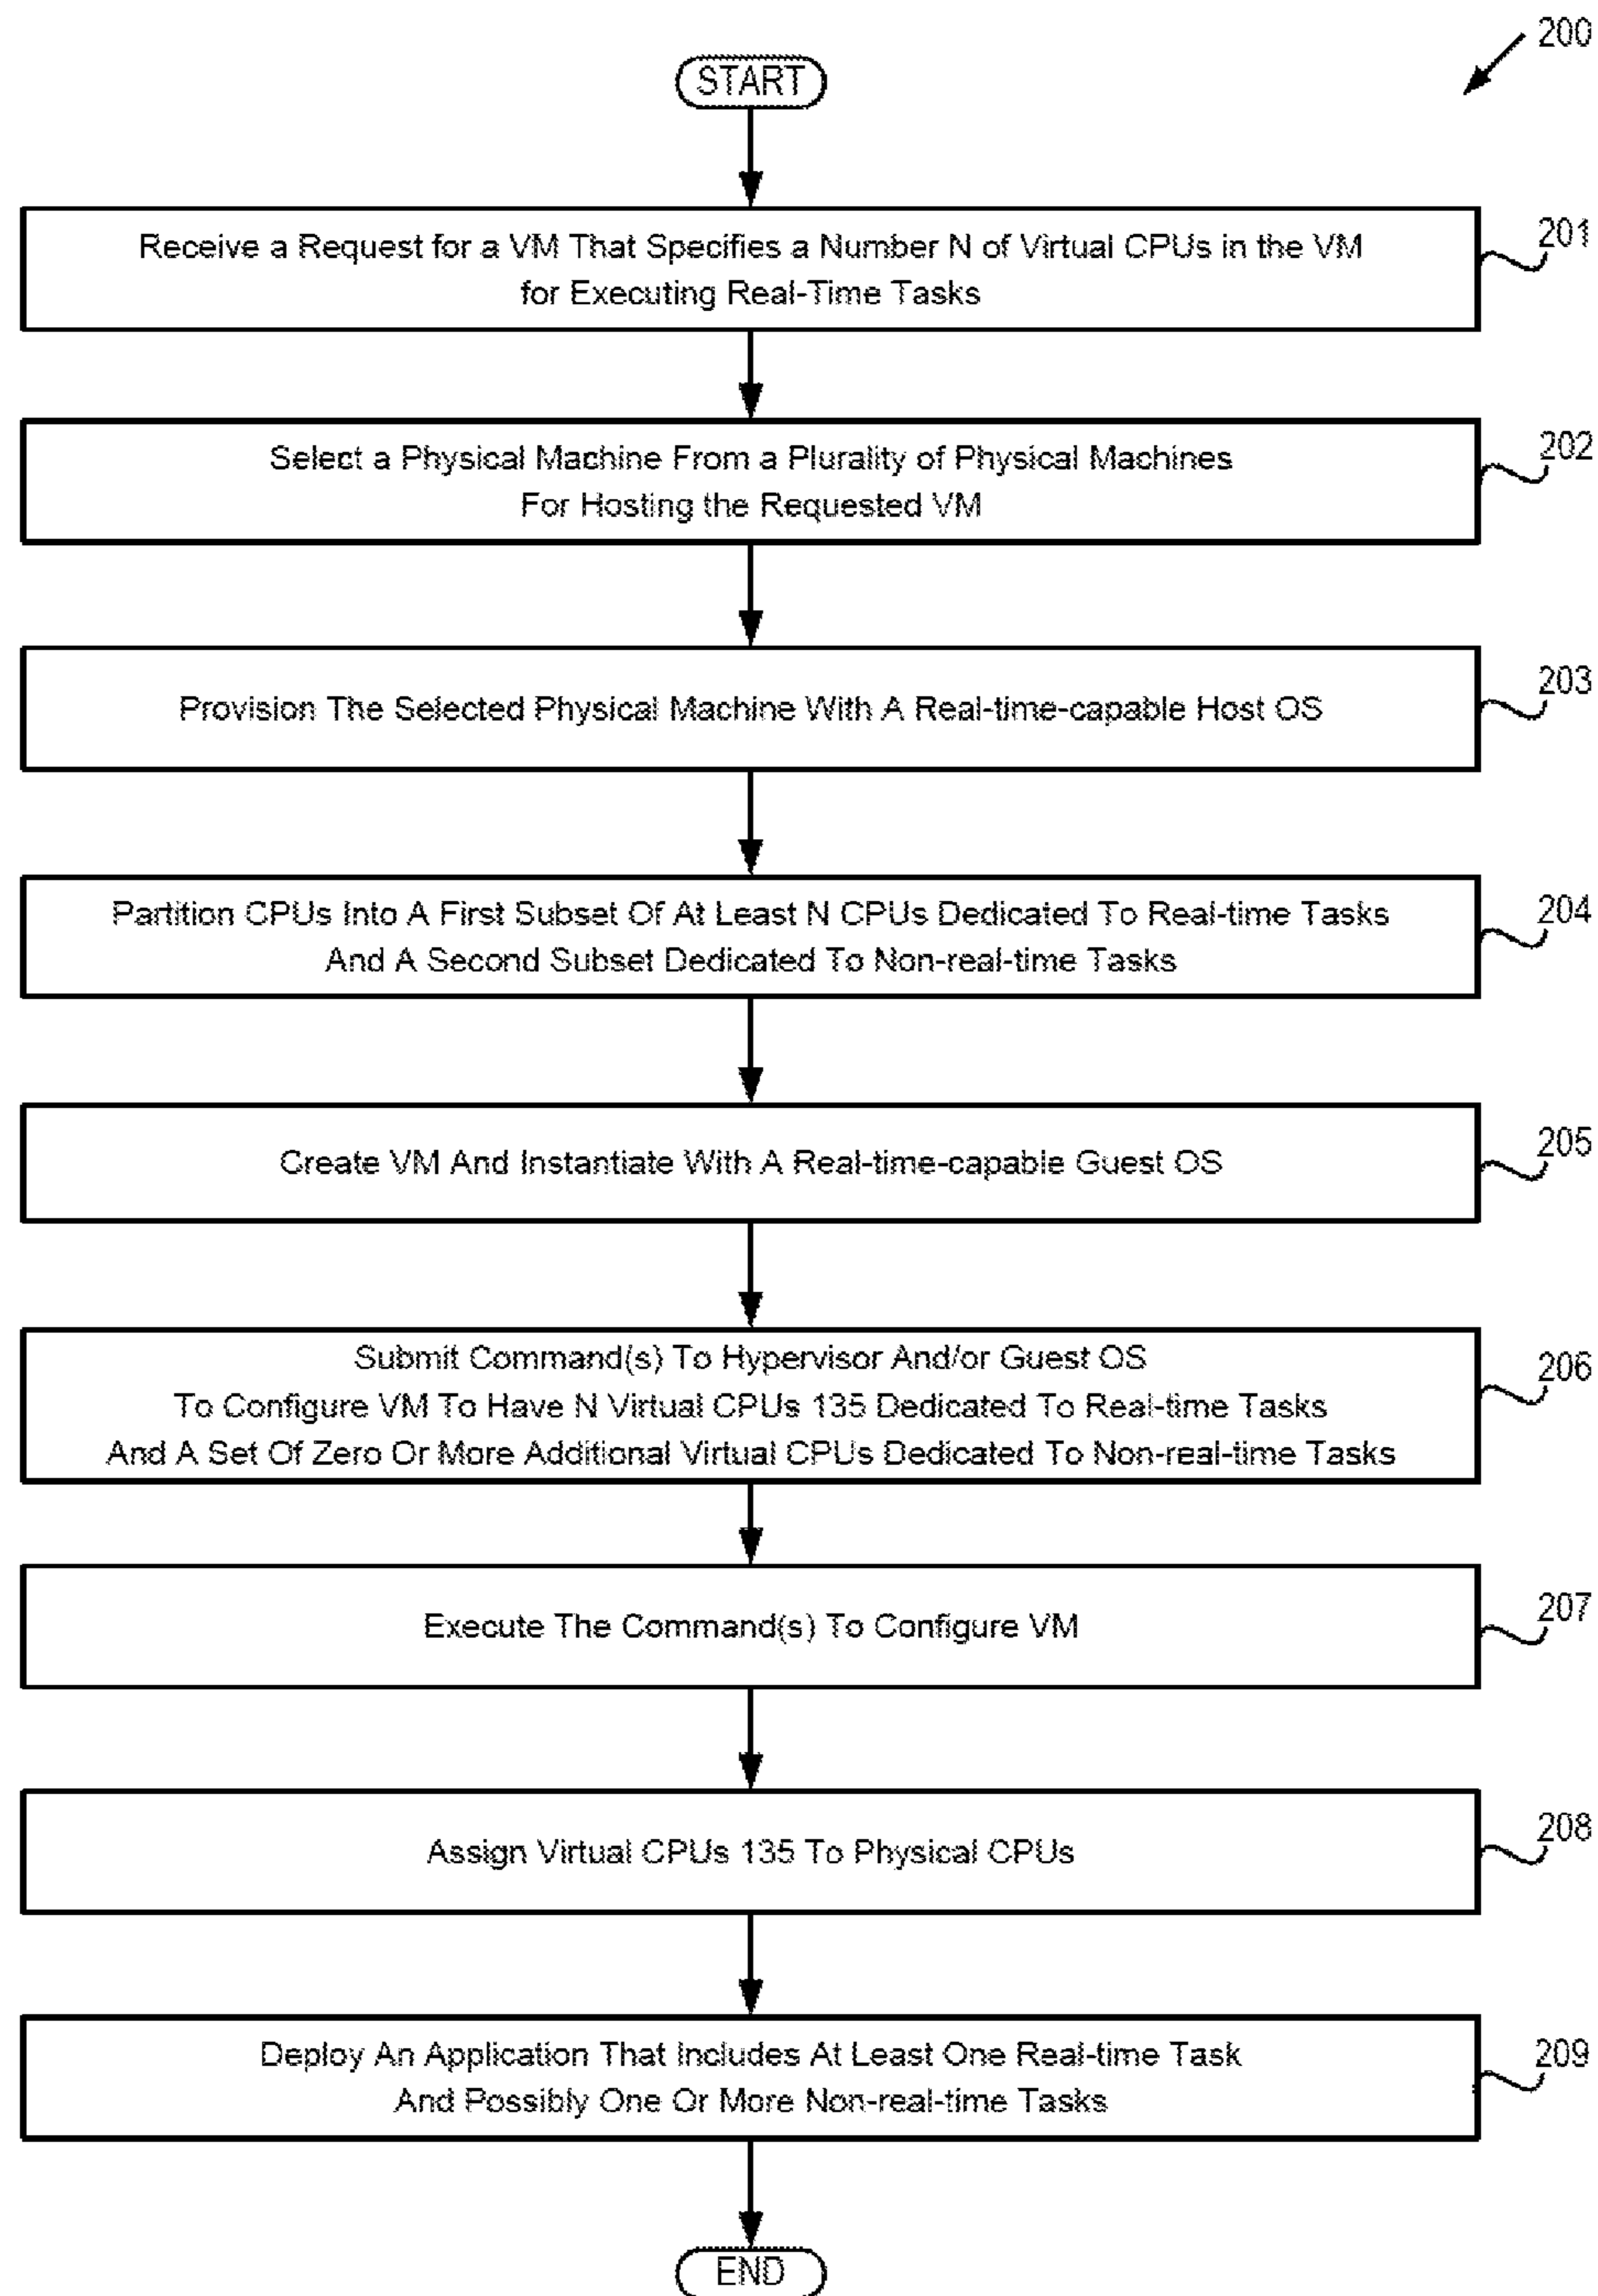 200
START
Receive a Request for a VM That Specifies a Number N of Virtual CPUs in the VM
for Executing Real-Time Tasks
201
Select a Physical Machine From a Plurality of Physical Machines
For Hosting the Requested VM
202
Provision The Selected Physical Machine With A Real-time-capable Host OS
203
Partition CPUs Into A First Subset Of At Least N CPUs Dedicated To Real-time Tasks
And A Second Subset Dedicated To Non-real-time Tasks
204
Create VM And Instantiate With A Real-time-capable Guest OS
205
Submit Command(s) To Hypervisor And/or Guest OS
To Configure VM To Have N Virtual CPUs 135 Dedicated To Real-time Tasks
And A Set Of Zero Or More Additional Virtual CPUs Dedicated To Non-real-time Tasks
206
Execute The Command(s) To Configure VM
207
Assign Virtual CPUs 135 To Physical CPUs
208
Deploy An Application That Includes At Least One Real-time Task
And Possibly One Or More Non-real-time Tasks
209
END